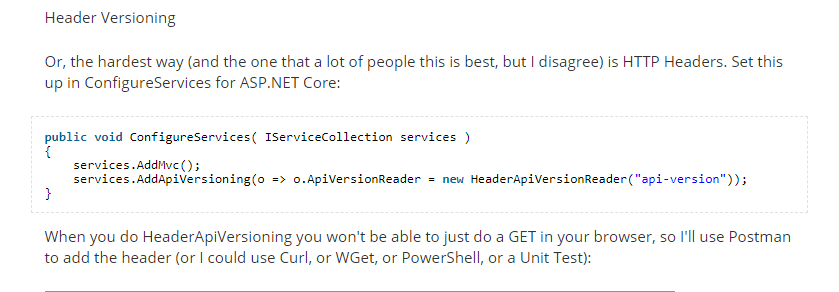 Header Versioning
Or, the hardest way (and the one that a lot of people this is best, but I disagree) is HTTP Headers. Set this
up in ConfigureServices for ASP.NET Core:
public void ConfigureServices( IServiceCollection services )
{
    services.AddMvc();
    services.AddApiVersioning(o => o.ApiVersionReader = new HeaderApiVersionReader("api-version"));
}
When you do HeaderApiVersioning you won't be able to just do a GET in your browser, so I'll use Postman
to add the header (or I could use Curl, or WGet, or PowerShell, or a Unit Test):